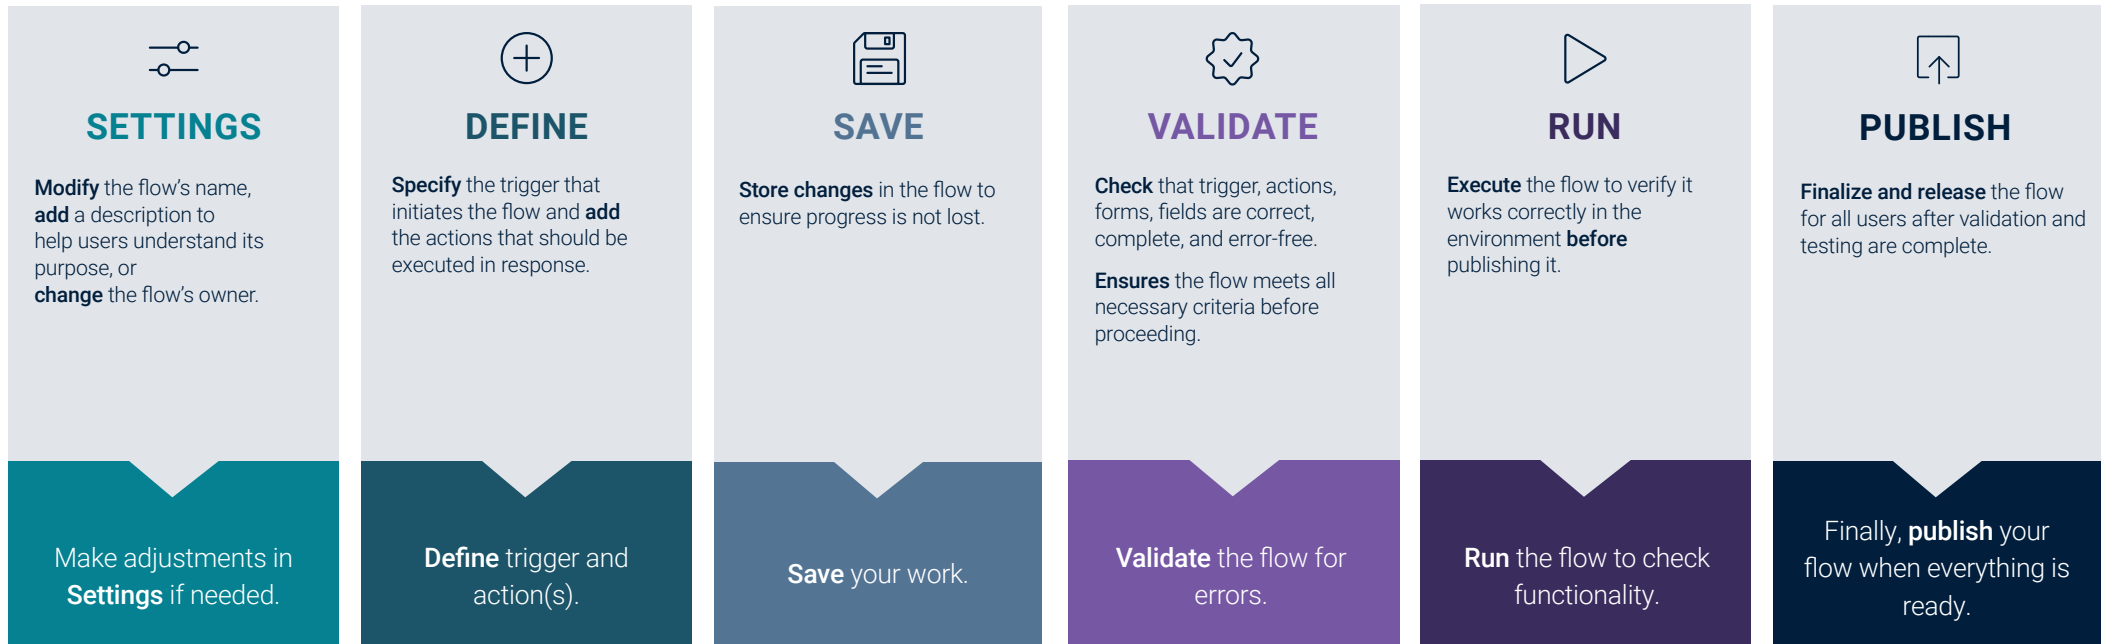 SETTINGS
Modify the flow's name,
add a description to
help users understand its
purpose, or
change the flow's owner.
Make adjustments in
Settings if needed.
DEFINE
Specify the trigger that
initiates the flow and add
the actions that should be
executed in response.
Define trigger and
action(s).
SAVE
Store changes in the flow to
ensure progress is not lost.
Save your work.
VALIDATE
Check that trigger, actions,
forms, fields are correct,
complete, and error-free.
Ensures the flow meets all
necessary criteria before
proceeding.
Validate the flow for
errors.
RUN
Execute the flow to verify it
works correctly in the
environment before
publishing it.
Run the flow to check
functionality.
PUBLISH
Finalize and release the flow
for all users after validation and
testing are complete.
Finally, publish your
flow when everything is
ready.